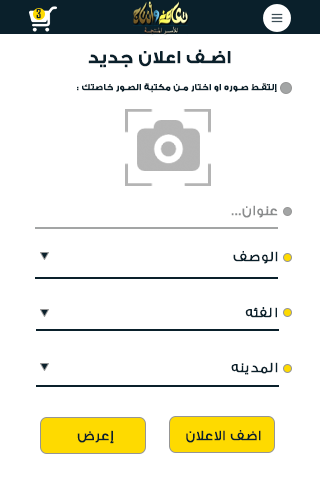 3
اضف اعلان جديد
إلتقط صوره او اختار من مكتبة الصور خاصتك :
عنوان...
الوصف
الفئه
المدينه
اضف الاعلان
إعرض